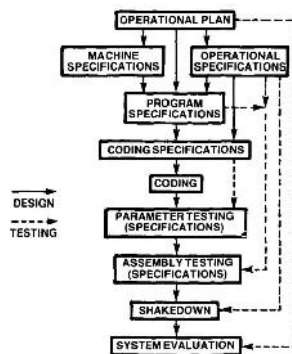 OPERATIONAL PLAN
MACHINE
SPECIFICATIONS
OPERATIONAL
SPECIFICATIONS
PROGRAM
SPECIFICATIONS
CODING SPECIFICATIONS
CODING
DESIGN
TESTING
PARAMETER TESTING
(SPECIFICATIONS)
ASSEMBLY TESTING
(SPECIFICATIONS)
SHAKEDOWN
SYSTEM EVALUATION